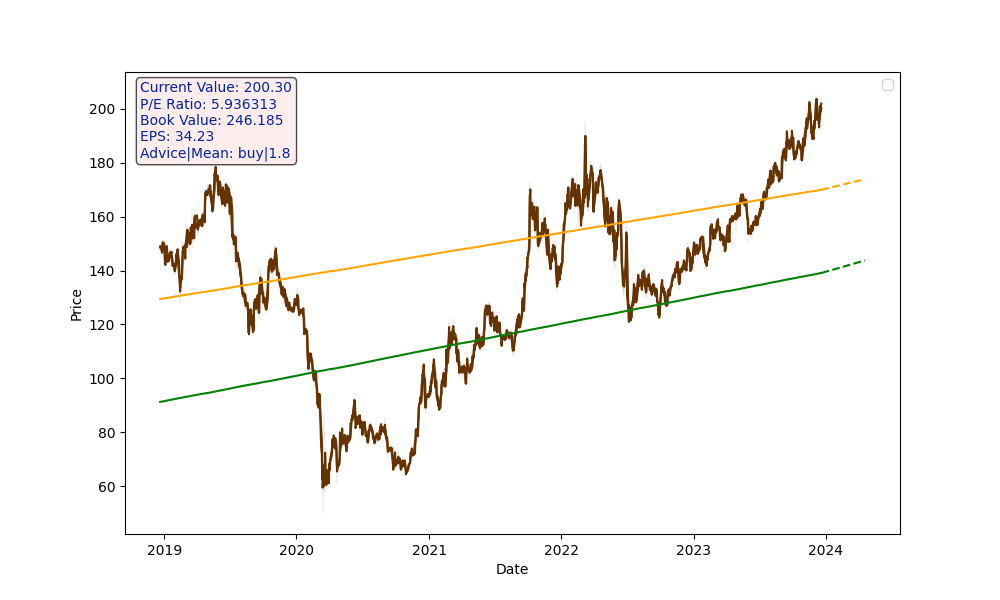 Current Value: 200.30
P/E Ratio: 5.936313
Book Value: 246.185
EPS: 34.23
Advice|Mean: buy|1.8
200
180
160
140
120
100
80
60
Price
2019 2020 2021 2022 2023 2024
Date